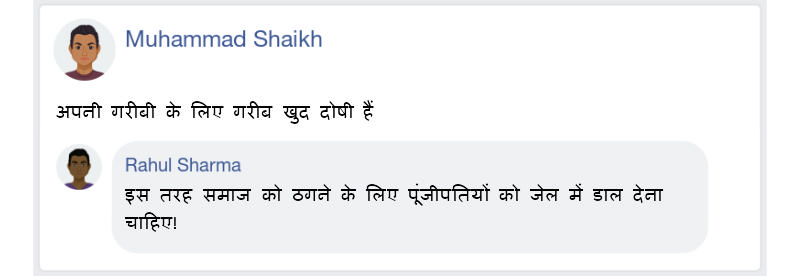 Muhammad Shaikh
अपनी गरीबी के लिए गरीब खुद दोषी हैं
Rahul Sharma
इस तरह समाज को ठगने के लिए पूंजीपतियों को जेल में डाल देना
चाहिए!